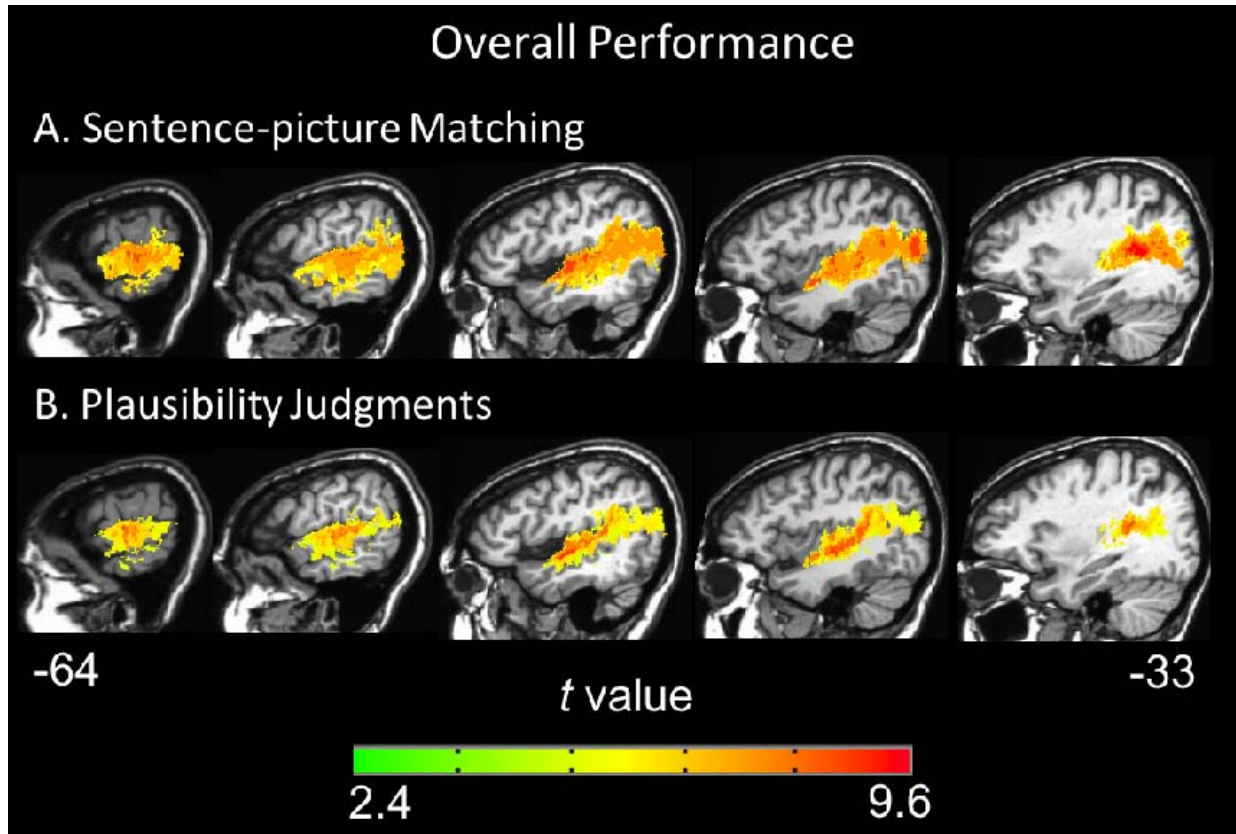 Overall Performance
A. Sentence-picture Matching
B. Plausibility Judgments
-64
-33
t value
2.4
9.6